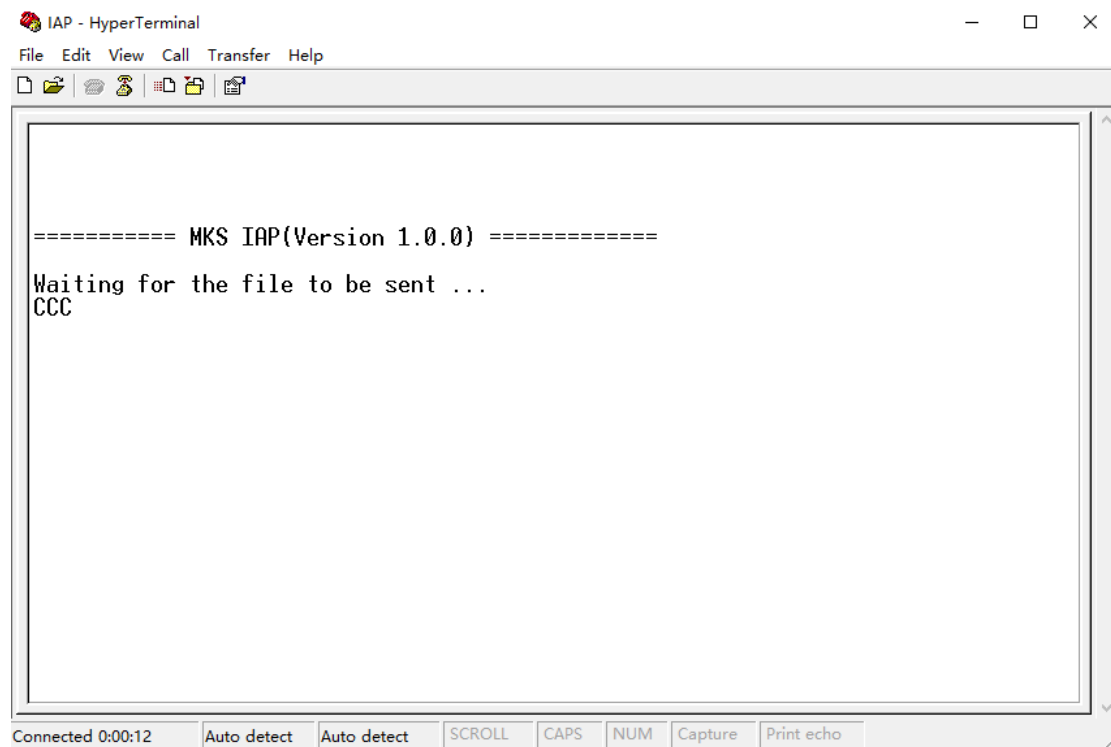 IAP - HyperTerminal
File Edit View Call Transfer Help
=========== MKS IAP(Version 1.0.0) =============
Waiting for the file to be sent ...
CCC
Connected 0:00:12 Auto detect Auto detect SCROLL CAPS NUM Capture Print echo